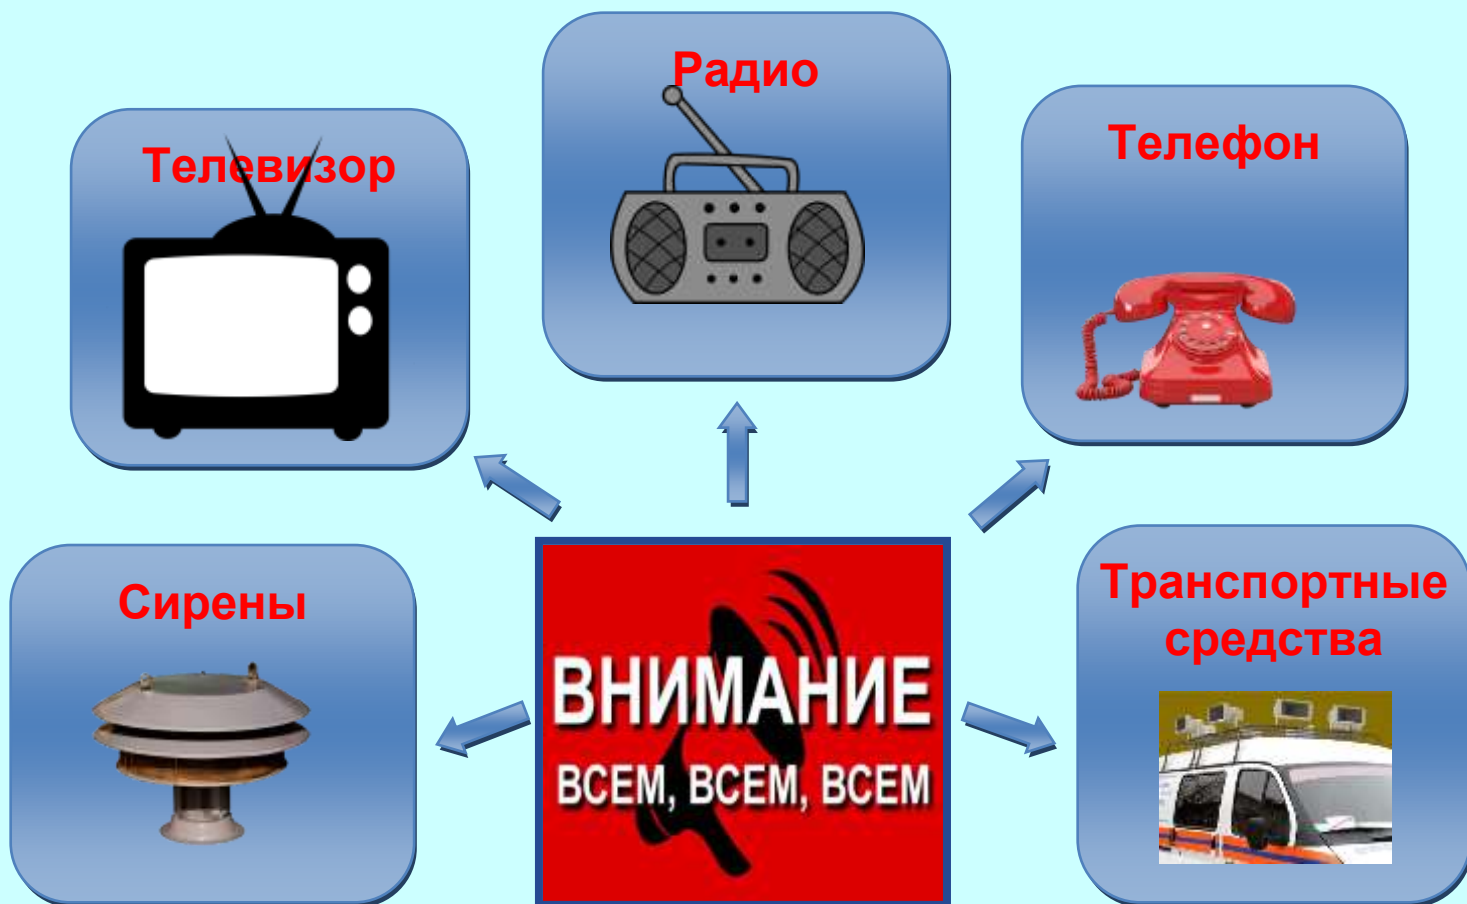 Радио
Телефон
Телевизор
Сирены
Транспортные
средства
ВНИМАНИЕ
ВСЕМ, ВСЕМ, ВСЕМ